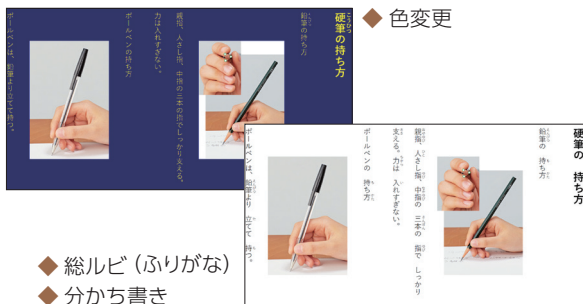 硬筆の持ち方
こうひつ
鉛筆の持ち方
親指、人さし指、中指の三本の指でしっかり支える。
力は入れすぎない。
ボールペンの持ち方
ボールペンは、鉛筆より立てて持つ。
◆ 色変更
硬筆の 持ち方
鉛筆の 持ち方
親指、人さし指、中指の 三本の 指で しっかり
支える。力は 入れすぎない。
ボールペンの 持ち方
ボールペンは、鉛筆より 立てて 持つ。
◆ 総ルビ（ふりがな）
◆ 分かち書き